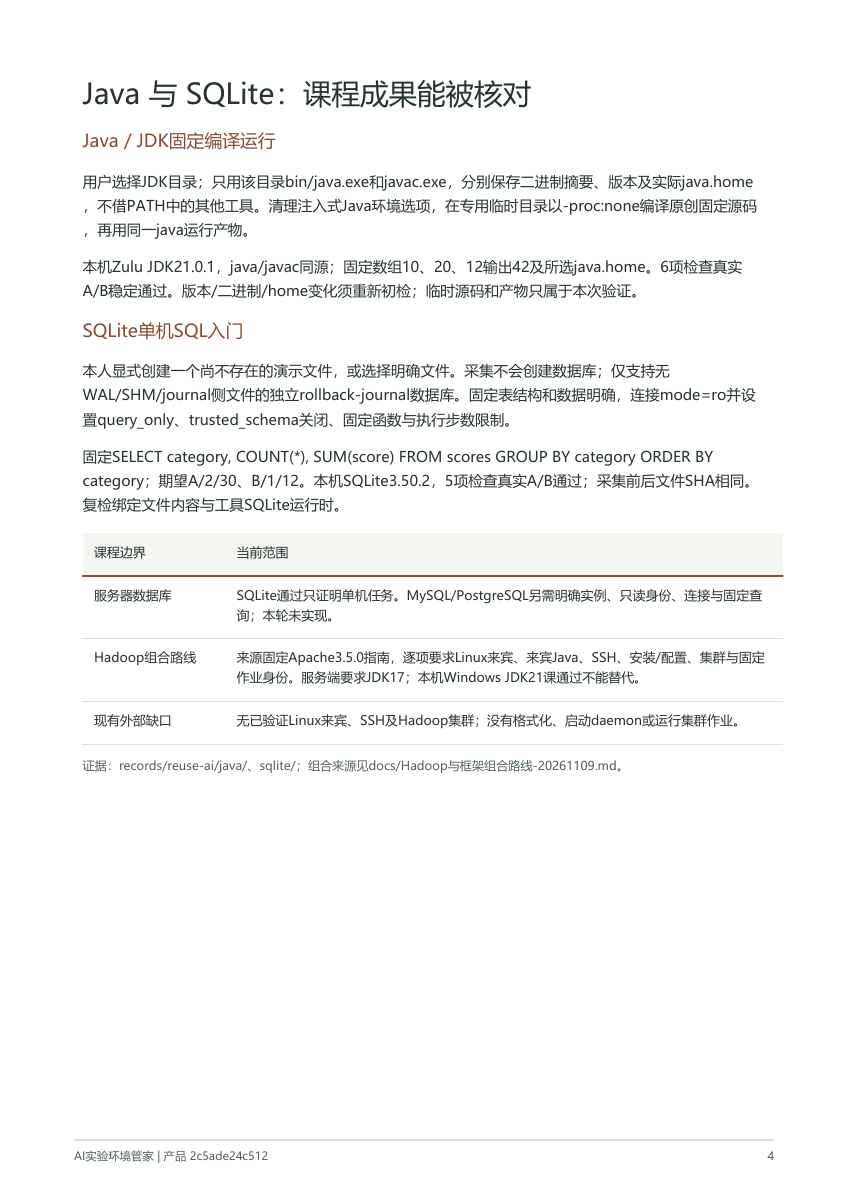 Java 与 SQLite：课程成果能被核对
Java / JDK固定编译运行
用户选择JDK目录；只用该目录bin/java.exe和javac.exe，分别保存二进制摘要、版本及实际java.home
，不借PATH中的其他工具。清理注入式Java环境选项，在专用临时目录以-proc:none编译原创固定源码
，再用同一java运行产物。
本机Zulu JDK21.0.1，java/javac同源；固定数组10、20、12输出42及所选java.home。6项检查真实
A/B稳定通过。版本/二进制/home变化须重新初检；临时源码和产物只属于本次验证。
SQLite单机SQL入门
本人显式创建一个尚不存在的演示文件，或选择明确文件。采集不会创建数据库；仅支持无
WAL/SHM/journal侧文件的独立rollback-journal数据库。固定表结构和数据明确，连接mode=ro并设
置query_only、trusted_schema关闭、固定函数与执行步数限制。
固定SELECT category, COUNT(*), SUM(score) FROM scores GROUP BY category ORDER BY
category；期望A/2/30、B/1/12。本机SQLite3.50.2，5项检查真实A/B通过；采集前后文件SHA相同。
复检绑定文件内容与工具SQLite运行时。
课程边界 当前范围
服务器数据库 SQLite通过只证明单机任务。MySQL/PostgreSQL另需明确实例、只读身份、连接与固定查
询；本轮未实现。
Hadoop组合路线 来源固定Apache3.5.0指南，逐项要求Linux来宾、来宾Java、SSH、安装/配置、集群与固定
作业身份。服务端要求JDK17；本机Windows JDK21课通过不能替代。
现有外部缺口 无已验证Linux来宾、SSH及Hadoop集群；没有格式化、启动daemon或运行集群作业。
证据：records/reuse-ai/java/、sqlite/；组合来源见docs/Hadoop与框架组合路线-20261109.md。
AI实验环境管家 | 产品 2c5ade24c512 4